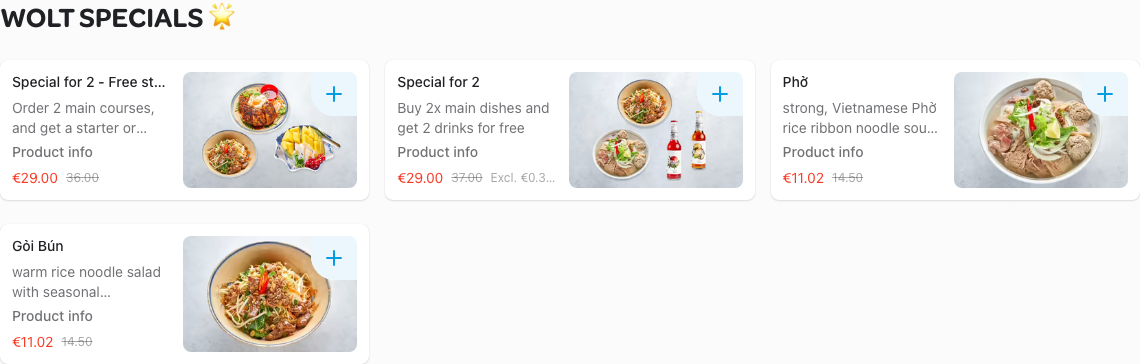 WOLT SPECIALS 🌟
Special for 2 - Free st...
Order 2 main courses,
and get a starter or...
Product info
€29.00 36.00
Special for 2
Buy 2x main dishes and
get 2 drinks for free
Product info
€29.00 37.00 Excl. €0.3...
Phở
strong, Vietnamese Phở
rice ribbon noodle sou...
Product info
€11.02 14.50
Gỏi Bún
warm rice noodle salad
with seasonal...
Product info
€11.02 14.50